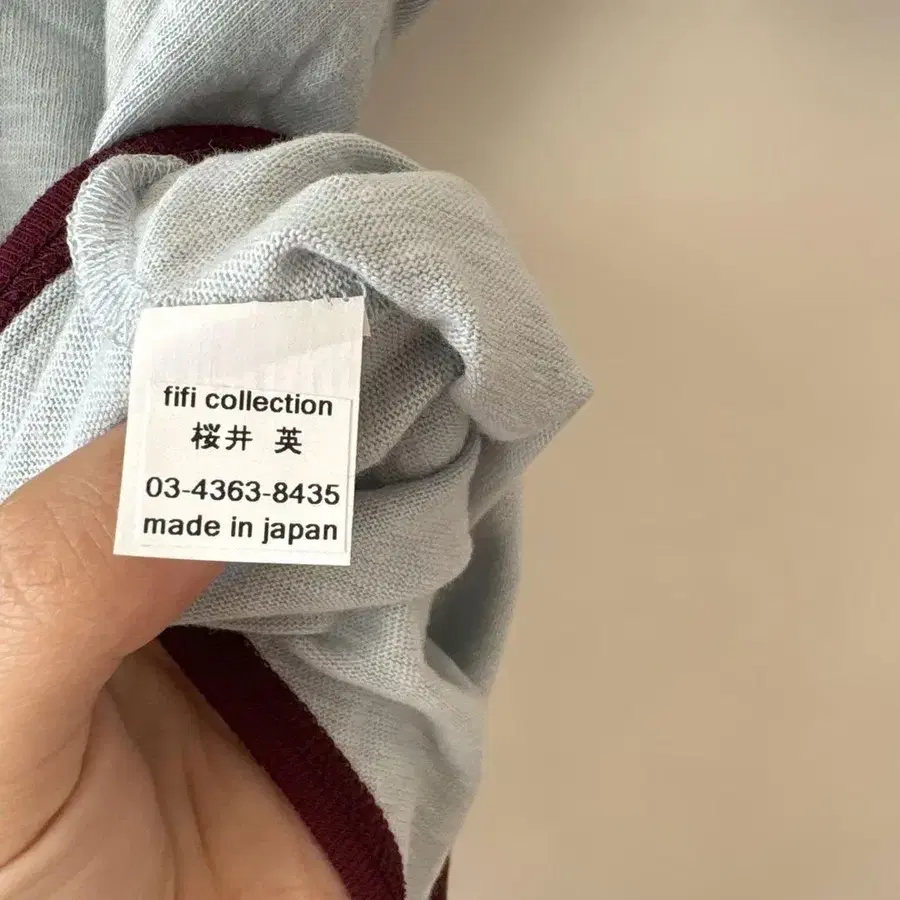 fifi collection
桜井 英
03-4363-8435
made in japan